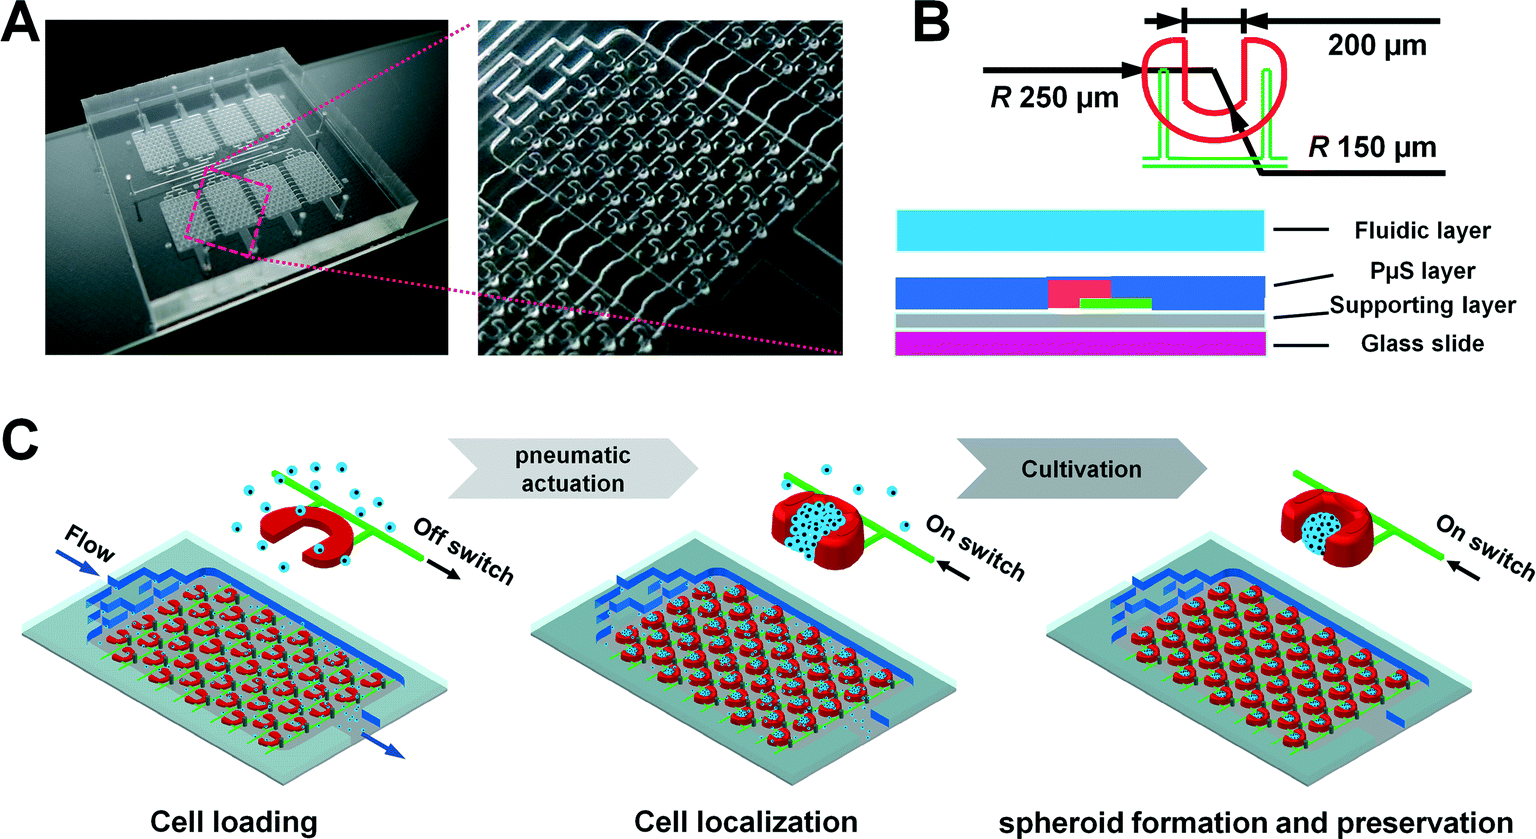 A
B
200 µm
R 250 µm
R 150 µm
Fluidic layer
PµS layer
Supporting layer
Glass slide
C
pneumatic
actuation
Cultivation
Flow
Off switch
On switch
On switch
Cell loading
Cell localization
spheroid formation and preservation